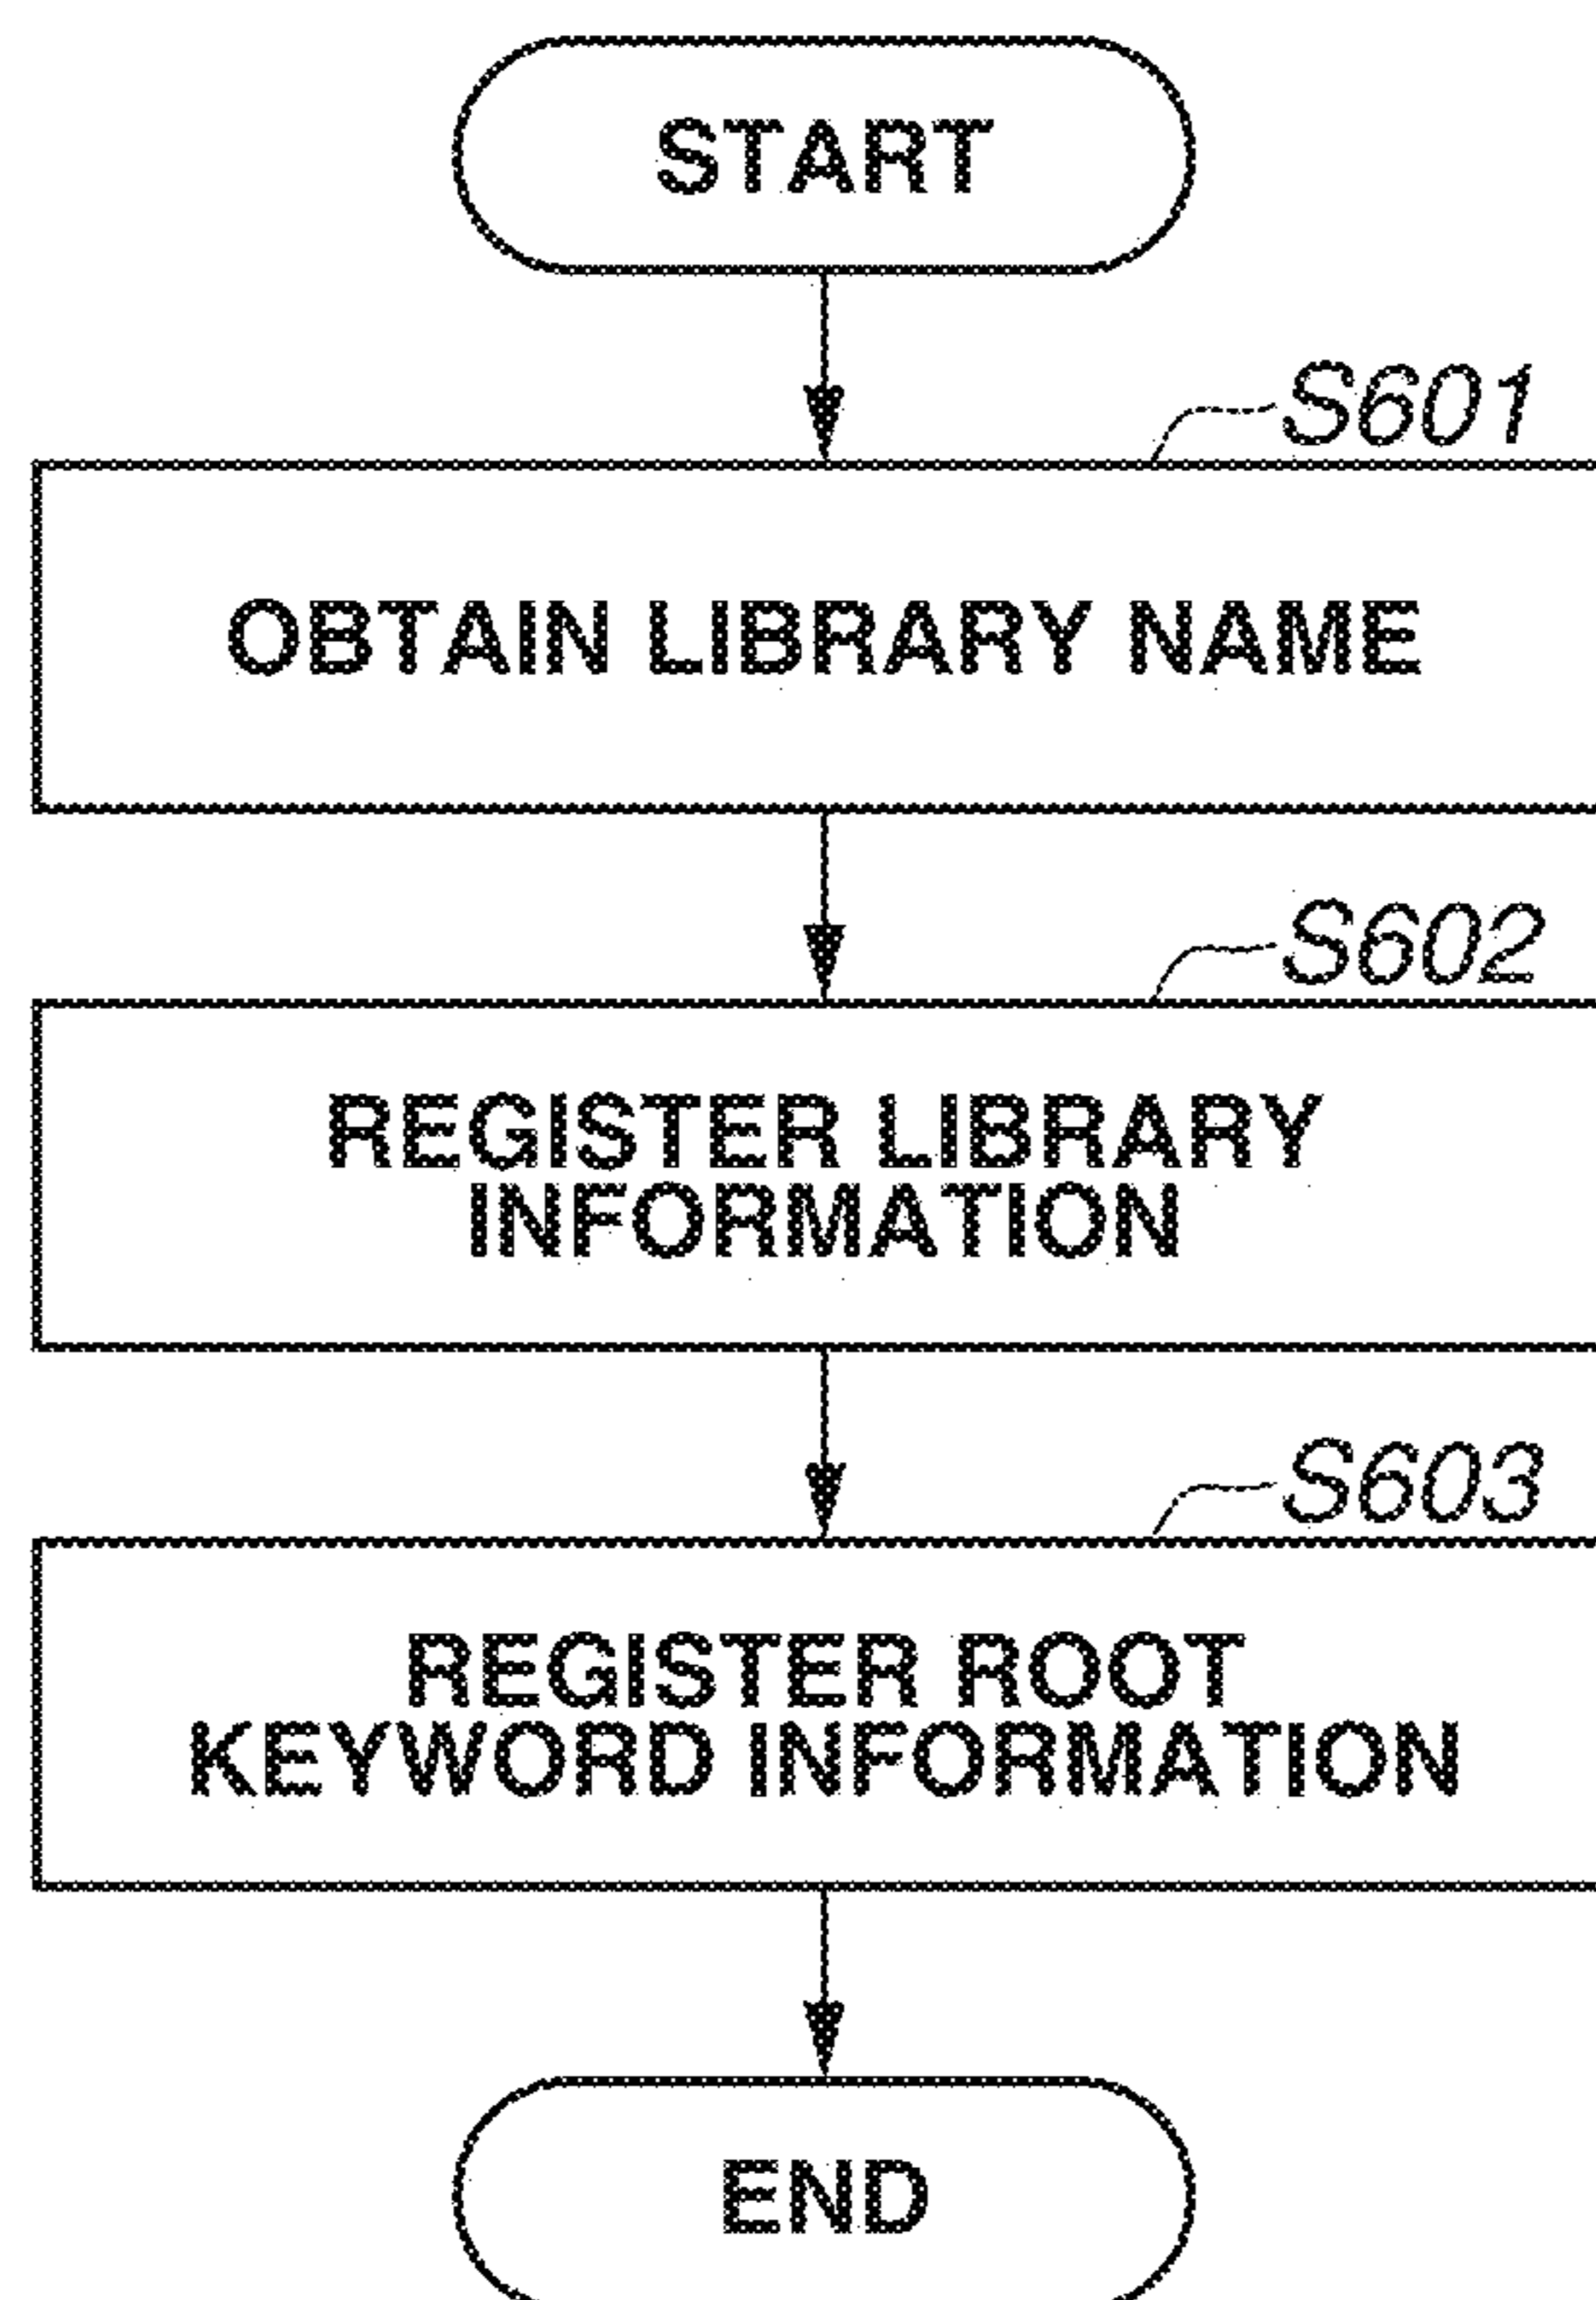 START
S601
OBTAIN LIBRARY NAME
S602
REGISTER LIBRARY
INFORMATION
S603
REGISTER ROOT
KEYWORD INFORMATION
END